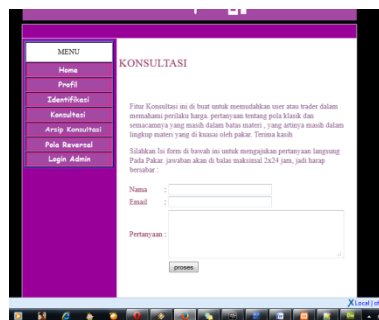 MENU
Home
Profil
Identifikasi
Konsultasi
Arsip Konsultasi
Pola Reversal
Login Admin
KONSULTASI
Fitur Konsultasi ini di buat untuk memudahkan user atau trader dalam
memahami perilaku harga. pertanyaan tentang pola klasik dan
semacamnya yang masih dalam batas materi , yang artinya masih dalam
lingkup materi yang di kuasai oleh pakar. Terima kasih
Silahkan Isi form di bawah ini untuk mengajukan pertanyaan langsung
Pada Pakar. jawaban akan di balas maksimal 2x24 jam, jadi harap
bersabar :
Nama :
Email :
Pertanyaan :
proses
Local